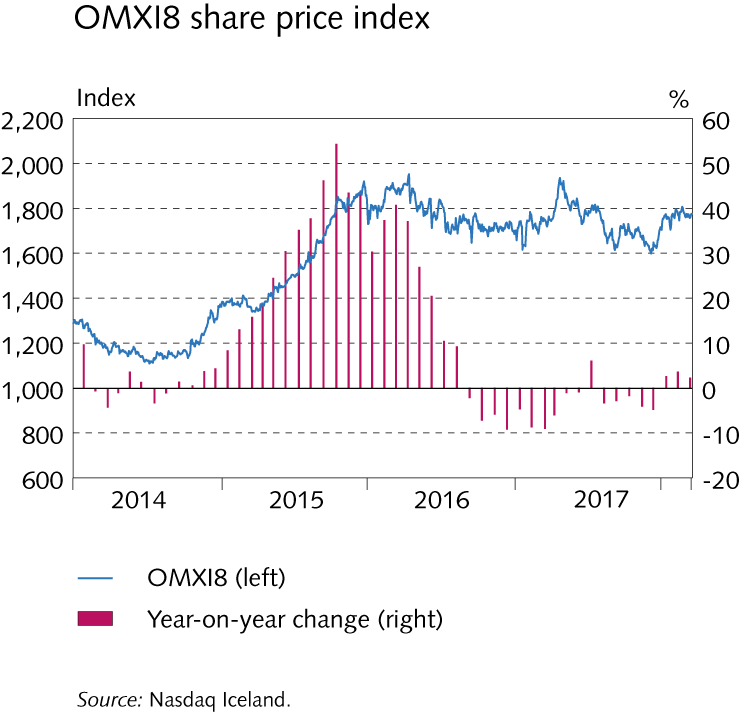 OMXI8 share price index
Index %
2,200 60
2,000 50
1,800 40
1,600 30
1,400 20
1,200 10
1,000 0
800 -10
600 -20
2014 2015 2016 2017
OMXI8 (left)
Year-on-year change (right)
Source: Nasdaq Iceland.